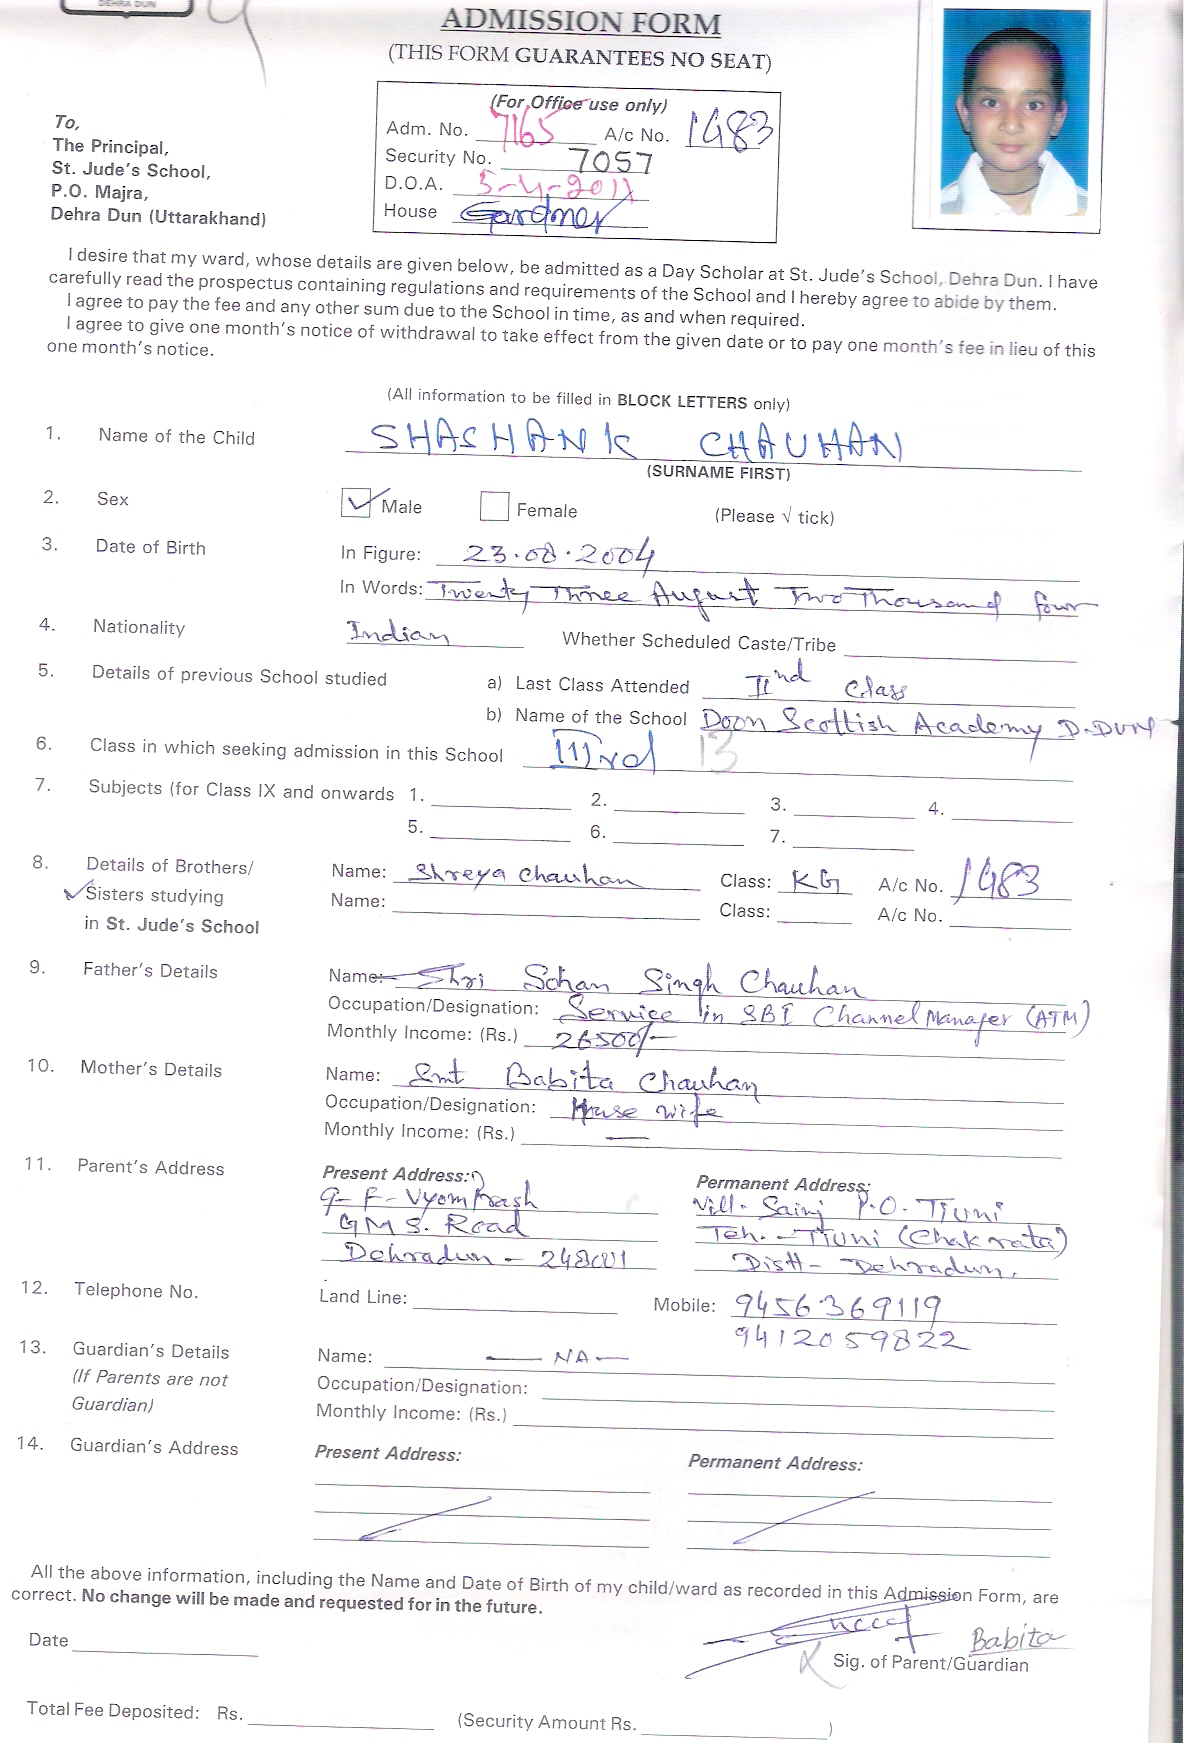 DEHRA DUN
ADMISSION FORM
(THIS FORM GUARANTEES NO SEAT)
(For Office use only)
Adm. No. 7165 A/c No. 1483
Security No. 7057
D.O.A. 5-4-2011
House Gardner
To,
The Principal,
St. Jude's School,
P.O. Majra,
Dehra Dun (Uttarakhand)
I desire that my ward, whose details are given below, be admitted as a Day Scholar at St. Jude's School, Dehra Dun. I have
carefully read the prospectus containing regulations and requirements of the School and I hereby agree to abide by them.
I agree to pay the fee and any other sum due to the School in time, as and when required.
I agree to give one month's notice of withdrawal to take effect from the given date or to pay one month's fee in lieu of this
one month's notice.
(All information to be filled in BLOCK LETTERS only)
1. Name of the Child SHASHANK CHAUHAN
(SURNAME FIRST)
2. Sex Male Female (Please √ tick)
3. Date of Birth In Figure: 23.08.2004
In Words: Twenty Three August Two Thousand four
4. Nationality Indian Whether Scheduled Caste/Tribe
5. Details of previous School studied a) Last Class Attended IInd Class
b) Name of the School Doon Scottish Academy D.DUN
6. Class in which seeking admission in this School IIIrd 13
7. Subjects (for Class IX and onwards 1. 2. 3. 4.
5. 6. 7.
8. Details of Brothers/ Name: Shreya Chauhan Class: KG A/c No. 1483
Sisters studying Name: Class: A/c No.
in St. Jude's School
9. Father's Details Name: Shri Sohan Singh Chauhan
Occupation/Designation: Service in SBI Channel Manager (ATM)
Monthly Income: (Rs.) 26500/-
10. Mother's Details Name: Smt Babita Chauhan
Occupation/Designation: House wife
Monthly Income: (Rs.) —
11. Parent's Address Present Address: Permanent Address:
9-F-Vyomprash Vill. Sainj P.O. Tiuni
GMS. Road Teh. - Tiuni (Chakrata)
Dehradun - 248001 Distt- Dehradun.
12. Telephone No. Land Line: Mobile: 9456369119
9412059822
13. Guardian's Details Name: — NA —
(If Parents are not Occupation/Designation:
Guardian) Monthly Income: (Rs.)
14. Guardian's Address Present Address: Permanent Address:
All the above information, including the Name and Date of Birth of my child/ward as recorded in this Admission Form, are
correct. No change will be made and requested for in the future.
Babita
Date Sig. of Parent/Guardian
Total Fee Deposited: Rs. (Security Amount Rs. )